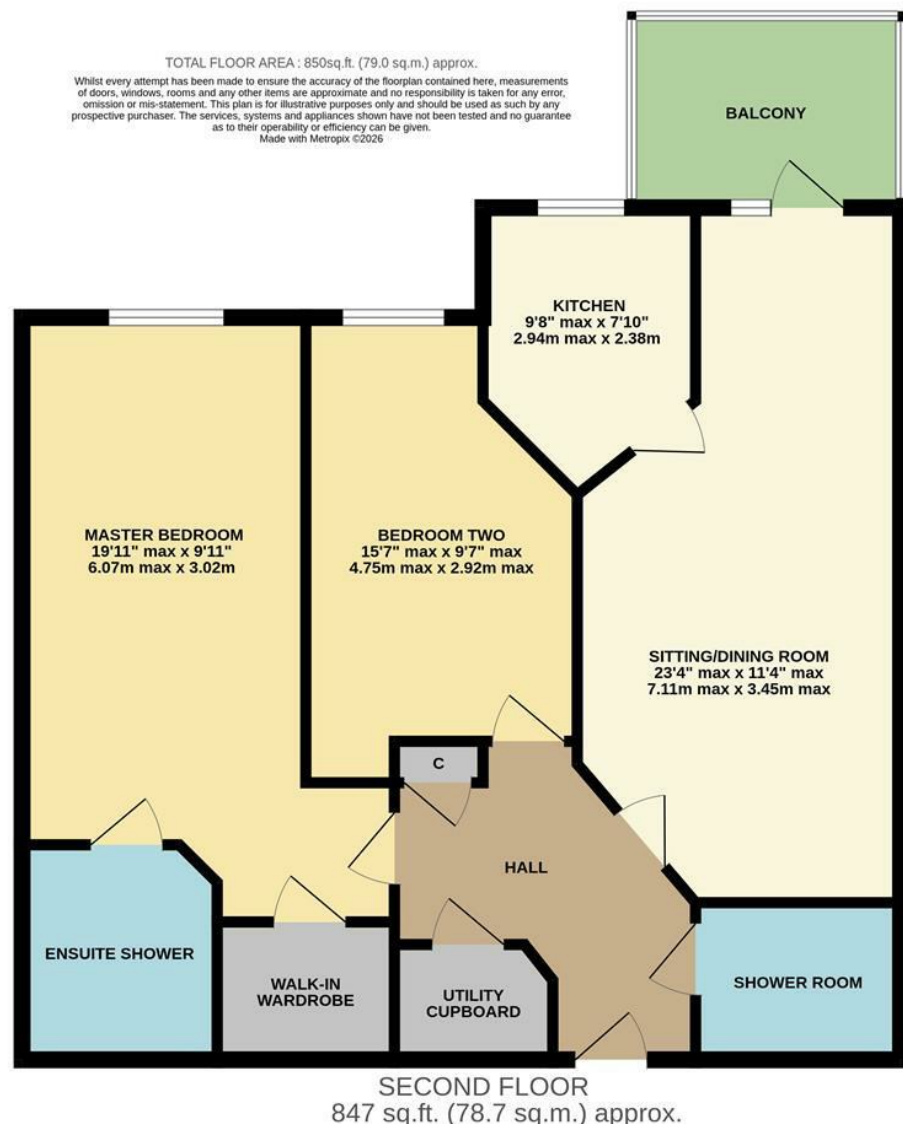 TOTAL FLOOR AREA : 850sq.ft. (79.0 sq.m.) approx.
Whilst every attempt has been made to ensure the accuracy of the floorplan contained here, measurements
of doors, windows, rooms and any other items are approximate and no responsibility is taken for any error,
omission or mis-statement. This plan is for illustrative purposes only and should be used as such by any
prospective purchaser. The services, systems and appliances shown have not been tested and no guarantee
as to their operability or efficiency can be given.
Made with Metropix ©2026
BALCONY
KITCHEN
9'8" max x 7'10"
2.94m max x 2.38m
MASTER BEDROOM
19'11" max x 9'11"
6.07m max x 3.02m
BEDROOM TWO
15'7" max x 9'7" max
4.75m max x 2.92m max
SITTING/DINING ROOM
23'4" max x 11'4" max
7.11m max x 3.45m max
C
HALL
ENSUITE SHOWER
WALK-IN
WARDROBE
UTILITY
CUPBOARD
SHOWER ROOM
SECOND FLOOR
847 sq.ft. (78.7 sq.m.) approx.